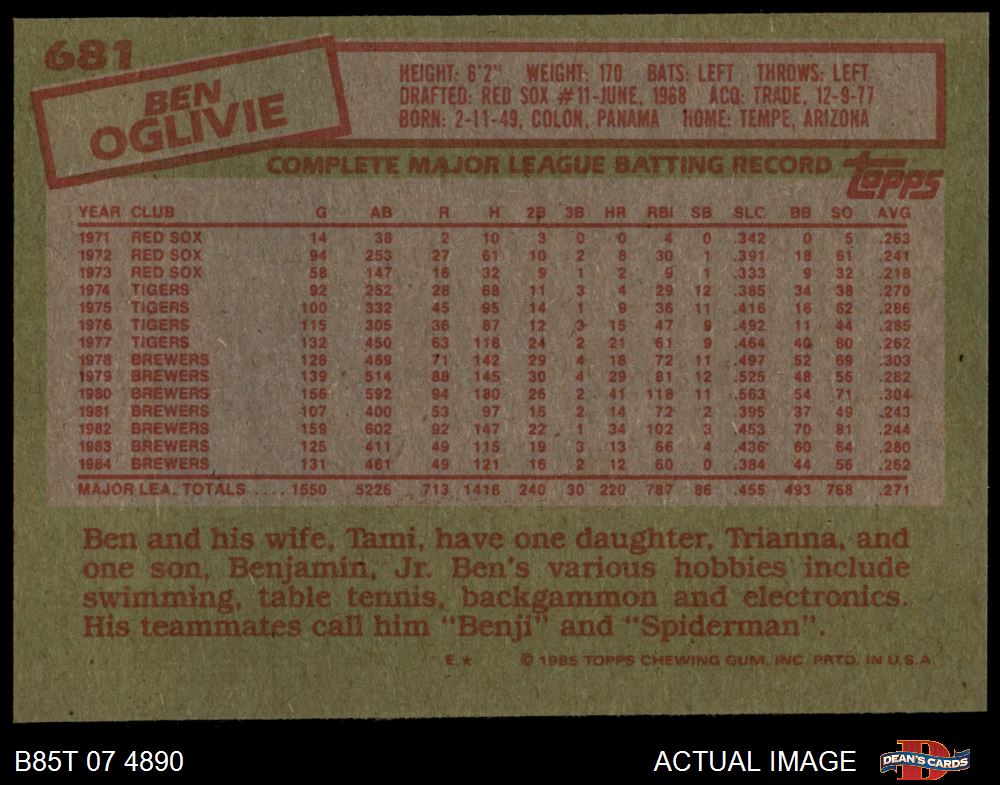 681
BEN
OGLIVIE
HEIGHT: 6'2" WEIGHT: 170 BATS: LEFT THROWS: LEFT
DRAFTED: RED SOX #11-JUNE, 1968 ACQ: TRADE, 12-9-77
BORN: 2-11-49, COLON, PANAMA HOME: TEMPE, ARIZONA
COMPLETE MAJOR LEAGUE BATTING RECORD
topps
YEAR CLUB G AB R H 2B 3B HR RBI SB SLG BB SO AVG
1971 RED SOX 14 38 2 10 3 0 0 4 0 .342 0 5 .263
1972 RED SOX 94 253 27 61 10 2 8 30 1 .391 18 61 .241
1973 RED SOX 58 147 16 32 9 1 2 9 1 .333 9 32 .218
1974 TIGERS 92 252 28 68 11 3 4 29 12 .385 34 38 .270
1975 TIGERS 100 332 45 95 14 1 9 36 11 .416 16 62 .286
1976 TIGERS 115 305 36 87 12 3 15 47 9 .492 11 44 .285
1977 TIGERS 132 450 63 118 24 2 21 61 9 .464 40 80 .262
1978 BREWERS 128 469 71 142 29 4 18 72 11 .497 52 69 .303
1979 BREWERS 139 514 88 145 30 4 29 81 12 .525 48 56 .282
1980 BREWERS 156 592 94 180 26 2 41 118 11 .563 54 71 .304
1981 BREWERS 107 400 53 97 15 2 14 72 2 .395 37 49 .243
1982 BREWERS 159 602 92 147 22 1 34 102 3 .453 70 81 .244
1983 BREWERS 125 411 49 115 19 3 13 66 4 .436 60 64 .280
1984 BREWERS 131 461 49 121 16 2 12 60 0 .384 44 56 .262
MAJOR LEA. TOTALS .... 1550 5226 713 1418 240 30 220 787 86 .455 493 768 .271
Ben and his wife, Tami, have one daughter, Trianna, and
one son, Benjamin, Jr. Ben's various hobbies include
swimming, table tennis, backgammon and electronics.
His teammates call him "Benji" and "Spiderman".
E.★ © 1985 TOPPS CHEWING GUM, INC. PRTD. IN U.S.A.
B85T 07 4890 ACTUAL IMAGE DEAN'S CARDS